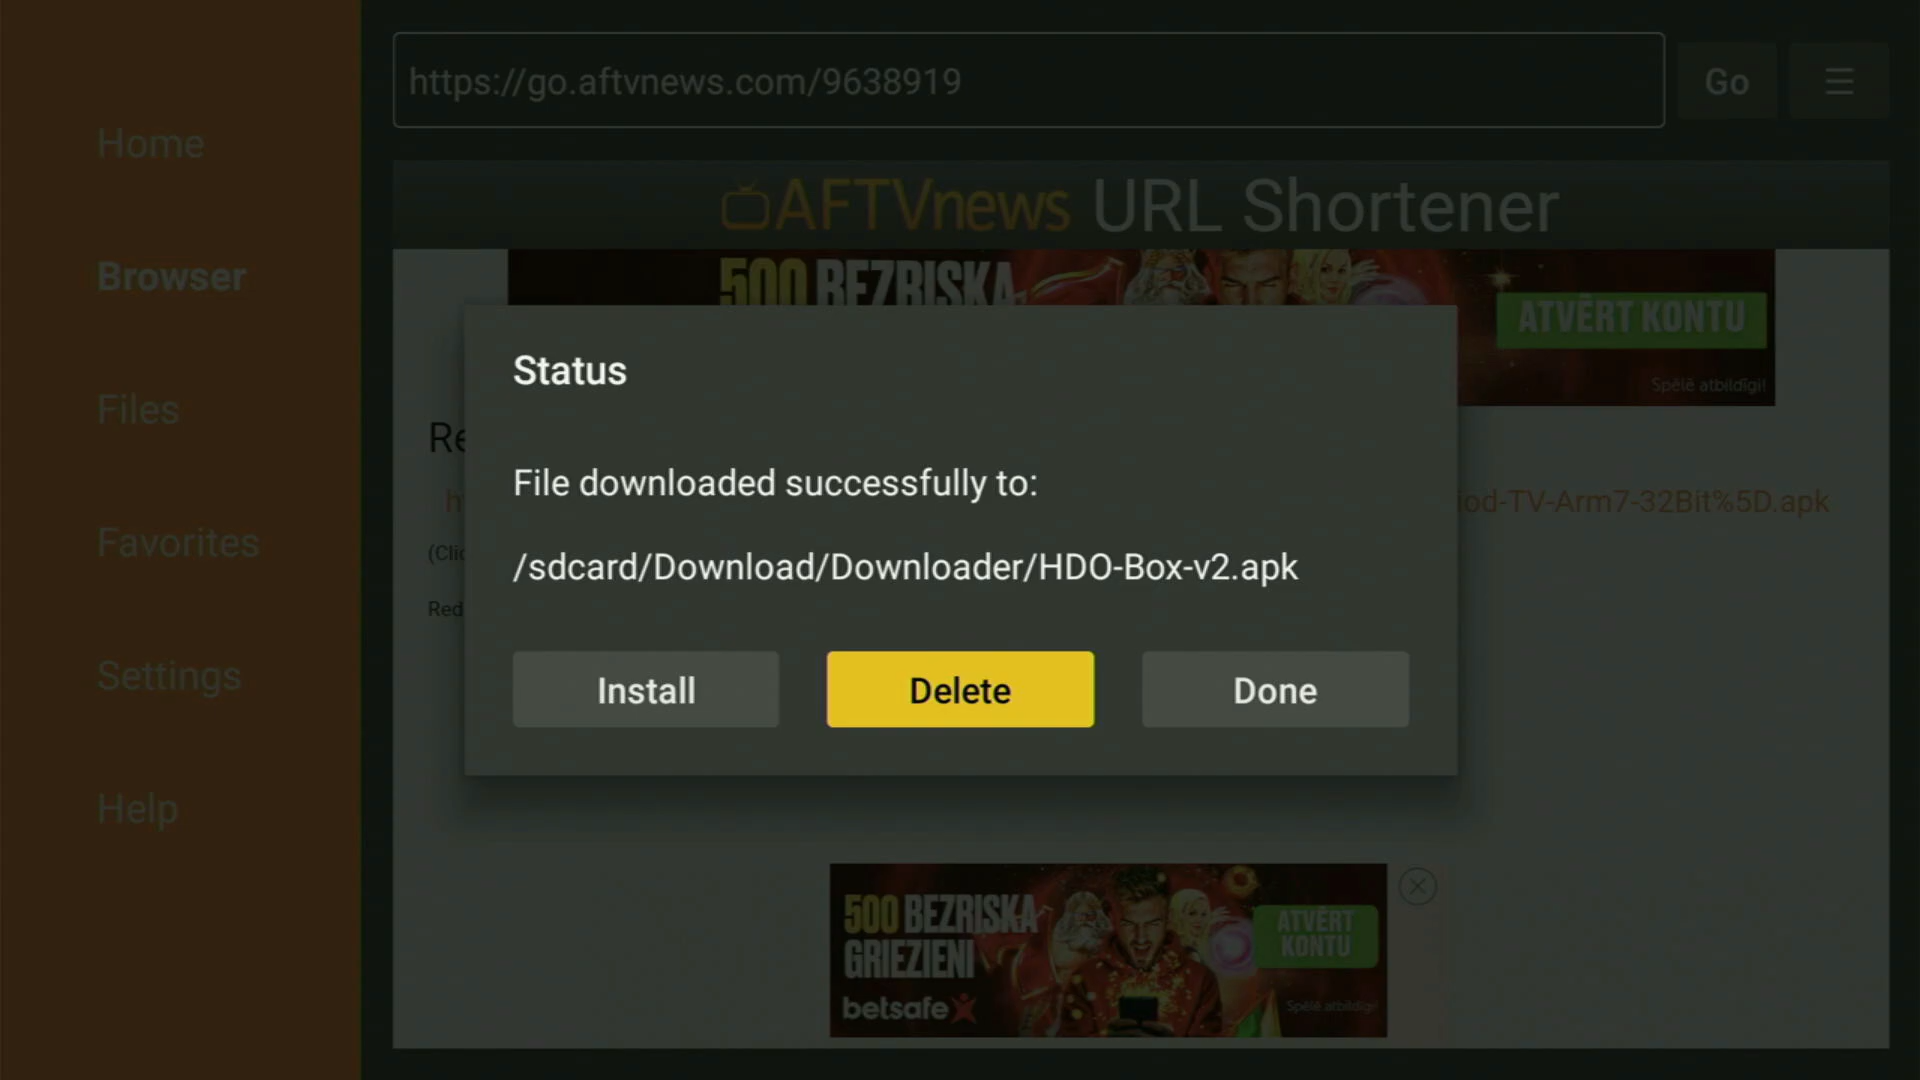 https://go.aftvnews.com/9638919
Go
Home
Browser
Files
Favorites
Settings
Help
AFTVnews URL Shortener
500 BEZRISKA
ATVĒRT KONTU
Spēlē atbildīgi!
Status
File downloaded successfully to:
/sdcard/Download/Downloader/HDO-Box-v2.apk
Install
Delete
Done
iod-TV-Arm7-32Bit%5D.apk
500 BEZRISKA
GRIEZIENI
betsafe
ATVĒRT
KONTU
Spēlē atbildīgi!